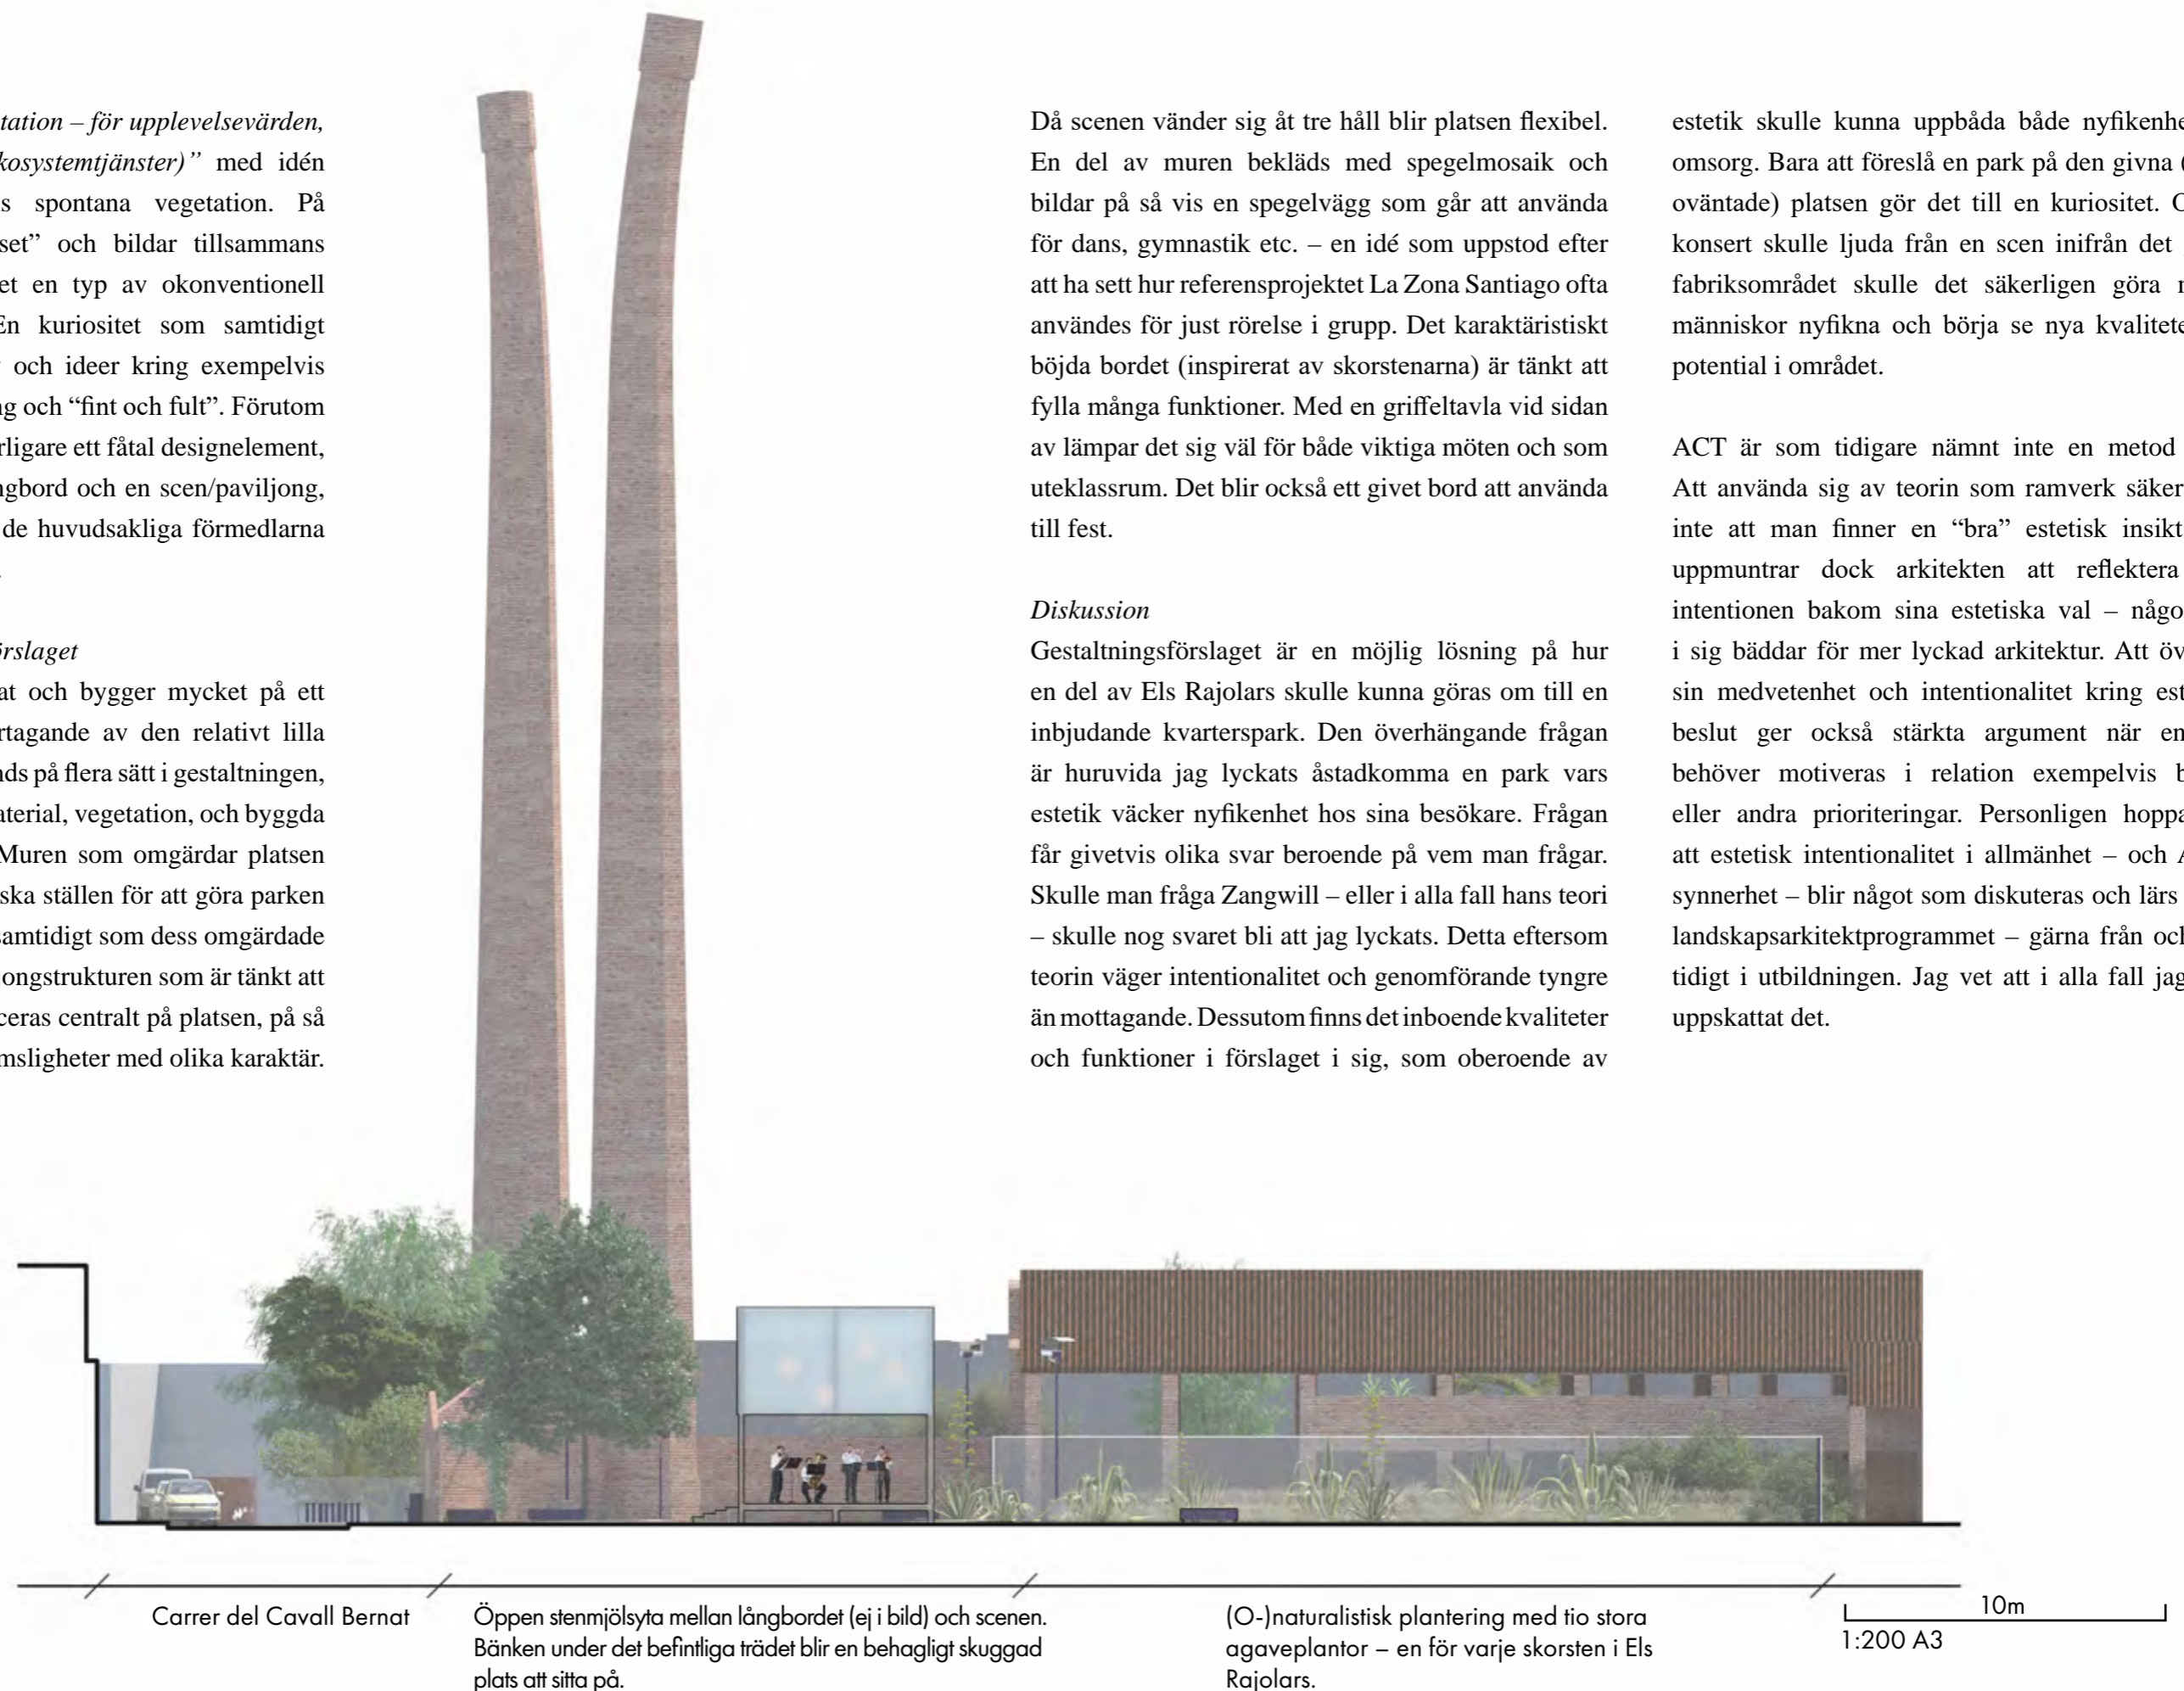 tation – för upplevelsevärden,
kosystemtjänster)” med idén
s spontana vegetation. På
set” och bildar tillsammans
et en typ av okonventionell
En kuriositet som samtidigt
och ideer kring exempelvis
ng och “fint och fult”. Förutom
rligare ett fåtal designelement,
ngbord och en scen/paviljong,
de huvudsakliga förmedlarna
.
örslaget
at och bygger mycket på ett
rtagande av den relativt lilla
nds på flera sätt i gestaltningen,
aterial, vegetation, och byggda
Muren som omgärdar platsen
ska ställen för att göra parken
samtidigt som dess omgärdade
ongstrukturen som är tänkt att
ceras centralt på platsen, på så
msligheter med olika karaktär.
Då scenen vänder sig åt tre håll blir platsen flexibel.
En del av muren bekläds med spegelmosaik och
bildar på så vis en spegelvägg som går att använda
för dans, gymnastik etc. – en idé som uppstod efter
att ha sett hur referensprojektet La Zona Santiago ofta
användes för just rörelse i grupp. Det karaktäristiskt
böjda bordet (inspirerat av skorstenarna) är tänkt att
fylla många funktioner. Med en griffeltavla vid sidan
av lämpar det sig väl för både viktiga möten och som
uteklassrum. Det blir också ett givet bord att använda
till fest.
Diskussion
Gestaltningsförslaget är en möjlig lösning på hur
en del av Els Rajolars skulle kunna göras om till en
inbjudande kvarterspark. Den överhängande frågan
är huruvida jag lyckats åstadkomma en park vars
estetik väcker nyfikenhet hos sina besökare. Frågan
får givetvis olika svar beroende på vem man frågar.
Skulle man fråga Zangwill – eller i alla fall hans teori
– skulle nog svaret bli att jag lyckats. Detta eftersom
teorin väger intentionalitet och genomförande tyngre
än mottagande. Dessutom finns det inboende kvaliteter
och funktioner i förslaget i sig, som oberoende av
estetik skulle kunna uppbåda både nyfikenhe
omsorg. Bara att föreslå en park på den givna (
oväntade) platsen gör det till en kuriositet. O
konsert skulle ljuda från en scen inifrån det
fabriksområdet skulle det säkerligen göra n
människor nyfikna och börja se nya kvalitete
potential i området.
ACT är som tidigare nämnt inte en metod
Att använda sig av teorin som ramverk säker
inte att man finner en “bra” estetisk insikt
uppmuntrar dock arkitekten att reflektera
intentionen bakom sina estetiska val – någo
i sig bäddar för mer lyckad arkitektur. Att öv
sin medvetenhet och intentionalitet kring est
beslut ger också stärkta argument när en
behöver motiveras i relation exempelvis b
eller andra prioriteringar. Personligen hoppa
att estetisk intentionalitet i allmänhet – och A
synnerhet – blir något som diskuteras och lärs
landskapsarkitektprogrammet – gärna från och
tidigt i utbildningen. Jag vet att i alla fall jag
uppskattat det.
Carrer del Cavall Bernat
Öppen stenmjölsyta mellan långbordet (ej i bild) och scenen.
Bänken under det befintliga trädet blir en behagligt skuggad
plats att sitta på.
(O-)naturalistisk plantering med tio stora
agaveplantor – en för varje skorsten i Els
Rajolars.
10m
1:200 A3